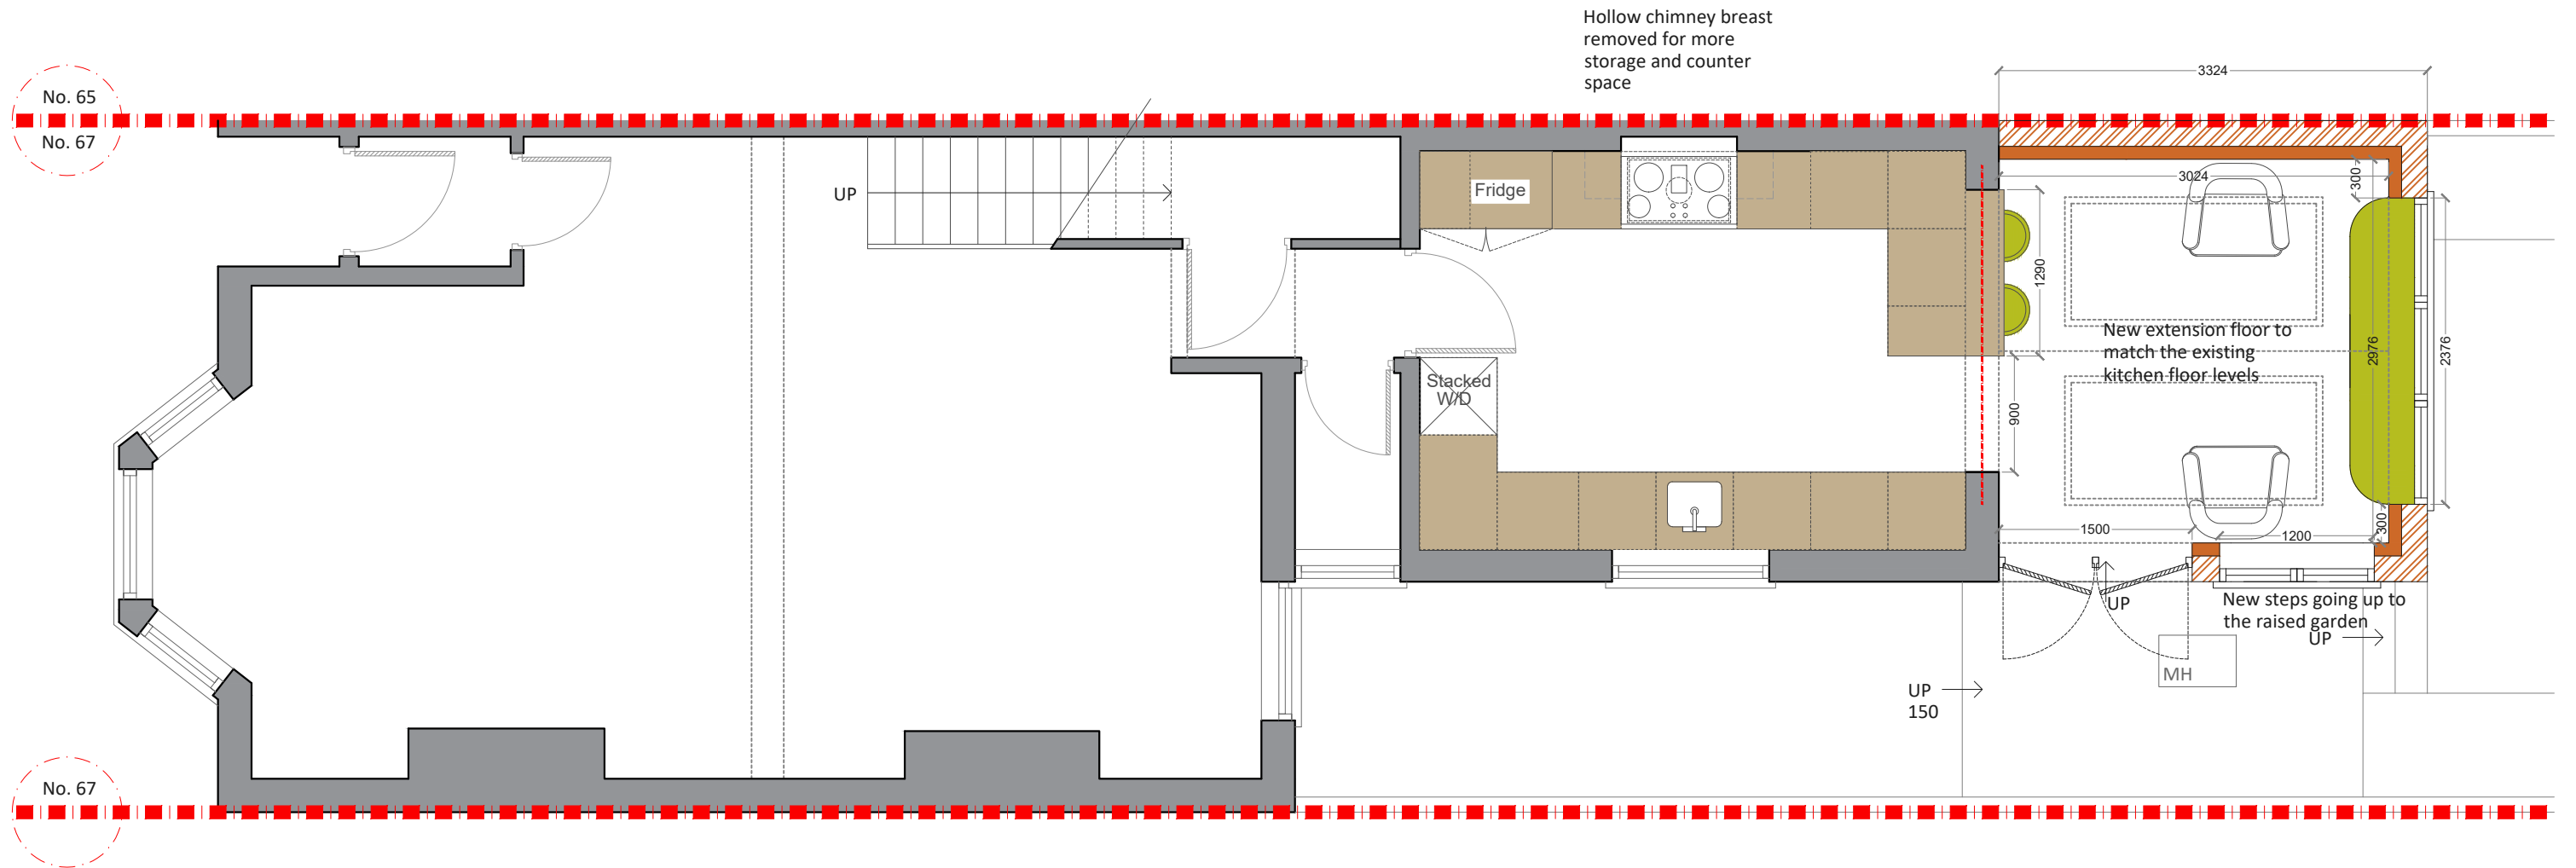 Hollow chimney breast
removed for more
storage and counter
space
3324
No. 65
No. 67
UP
Fridge
3024
300
1290
2976
2376
New extension floor to
match the existing
kitchen floor levels
Stacked
W/D
900
1500
1200
300
UP
New steps going up to
the raised garden
UP
MH
UP
150
No. 67